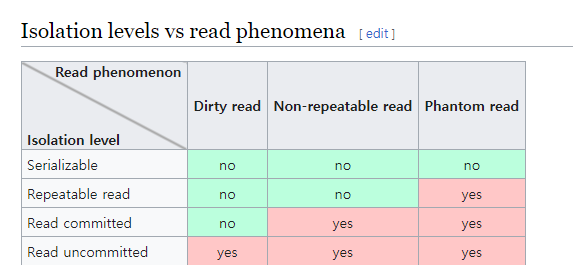 Isolation levels vs read phenomena [ edit ]
Read phenomenon
Isolation level
Dirty read Non-repeatable read Phantom read
Serializable no no no
Repeatable read no no yes
Read committed no yes yes
Read uncommitted yes yes yes